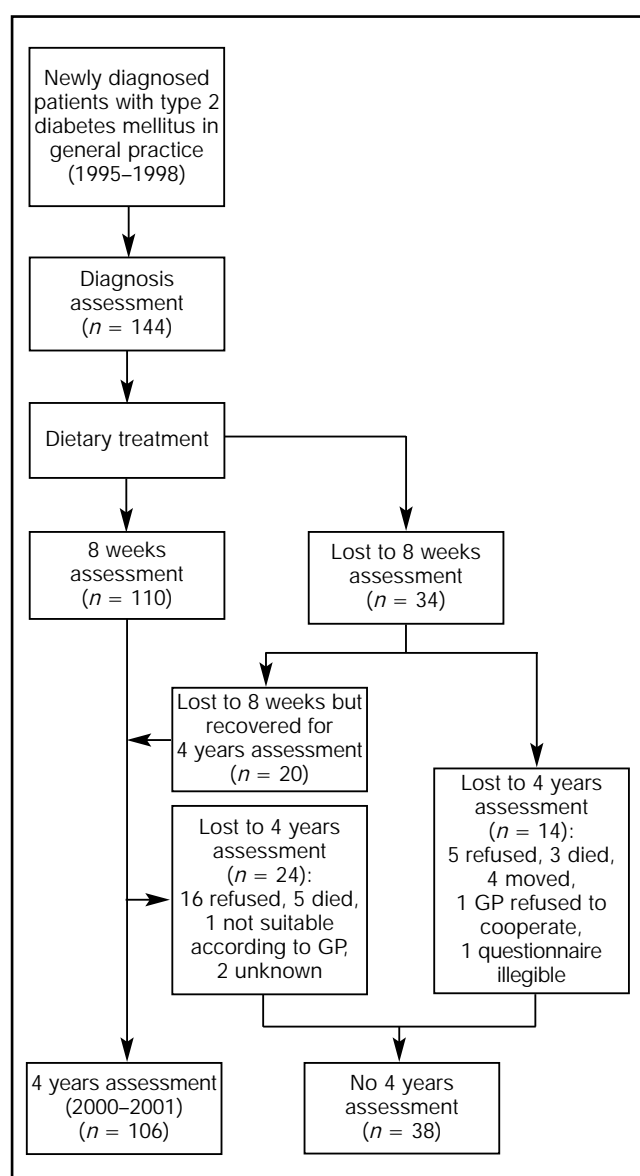 Newly diagnosed
patients with type 2
diabetes mellitus in
general practice
(1995–1998)
Diagnosis
assessment
(n = 144)
Dietary treatment
8 weeks
assessment
(n = 110)
Lost to 8 weeks
assessment
(n = 34)
Lost to 8 weeks but
recovered for
4 years assessment
(n = 20)
Lost to 4 years
assessment
(n = 14):
5 refused, 3 died,
4 moved,
1 GP refused to
cooperate,
1 questionnaire
illegible
Lost to 4 years
assessment
(n = 24):
16 refused, 5 died,
1 not suitable
according to GP,
2 unknown
4 years assessment
(2000–2001)
(n = 106)
No 4 years
assessment
(n = 38)